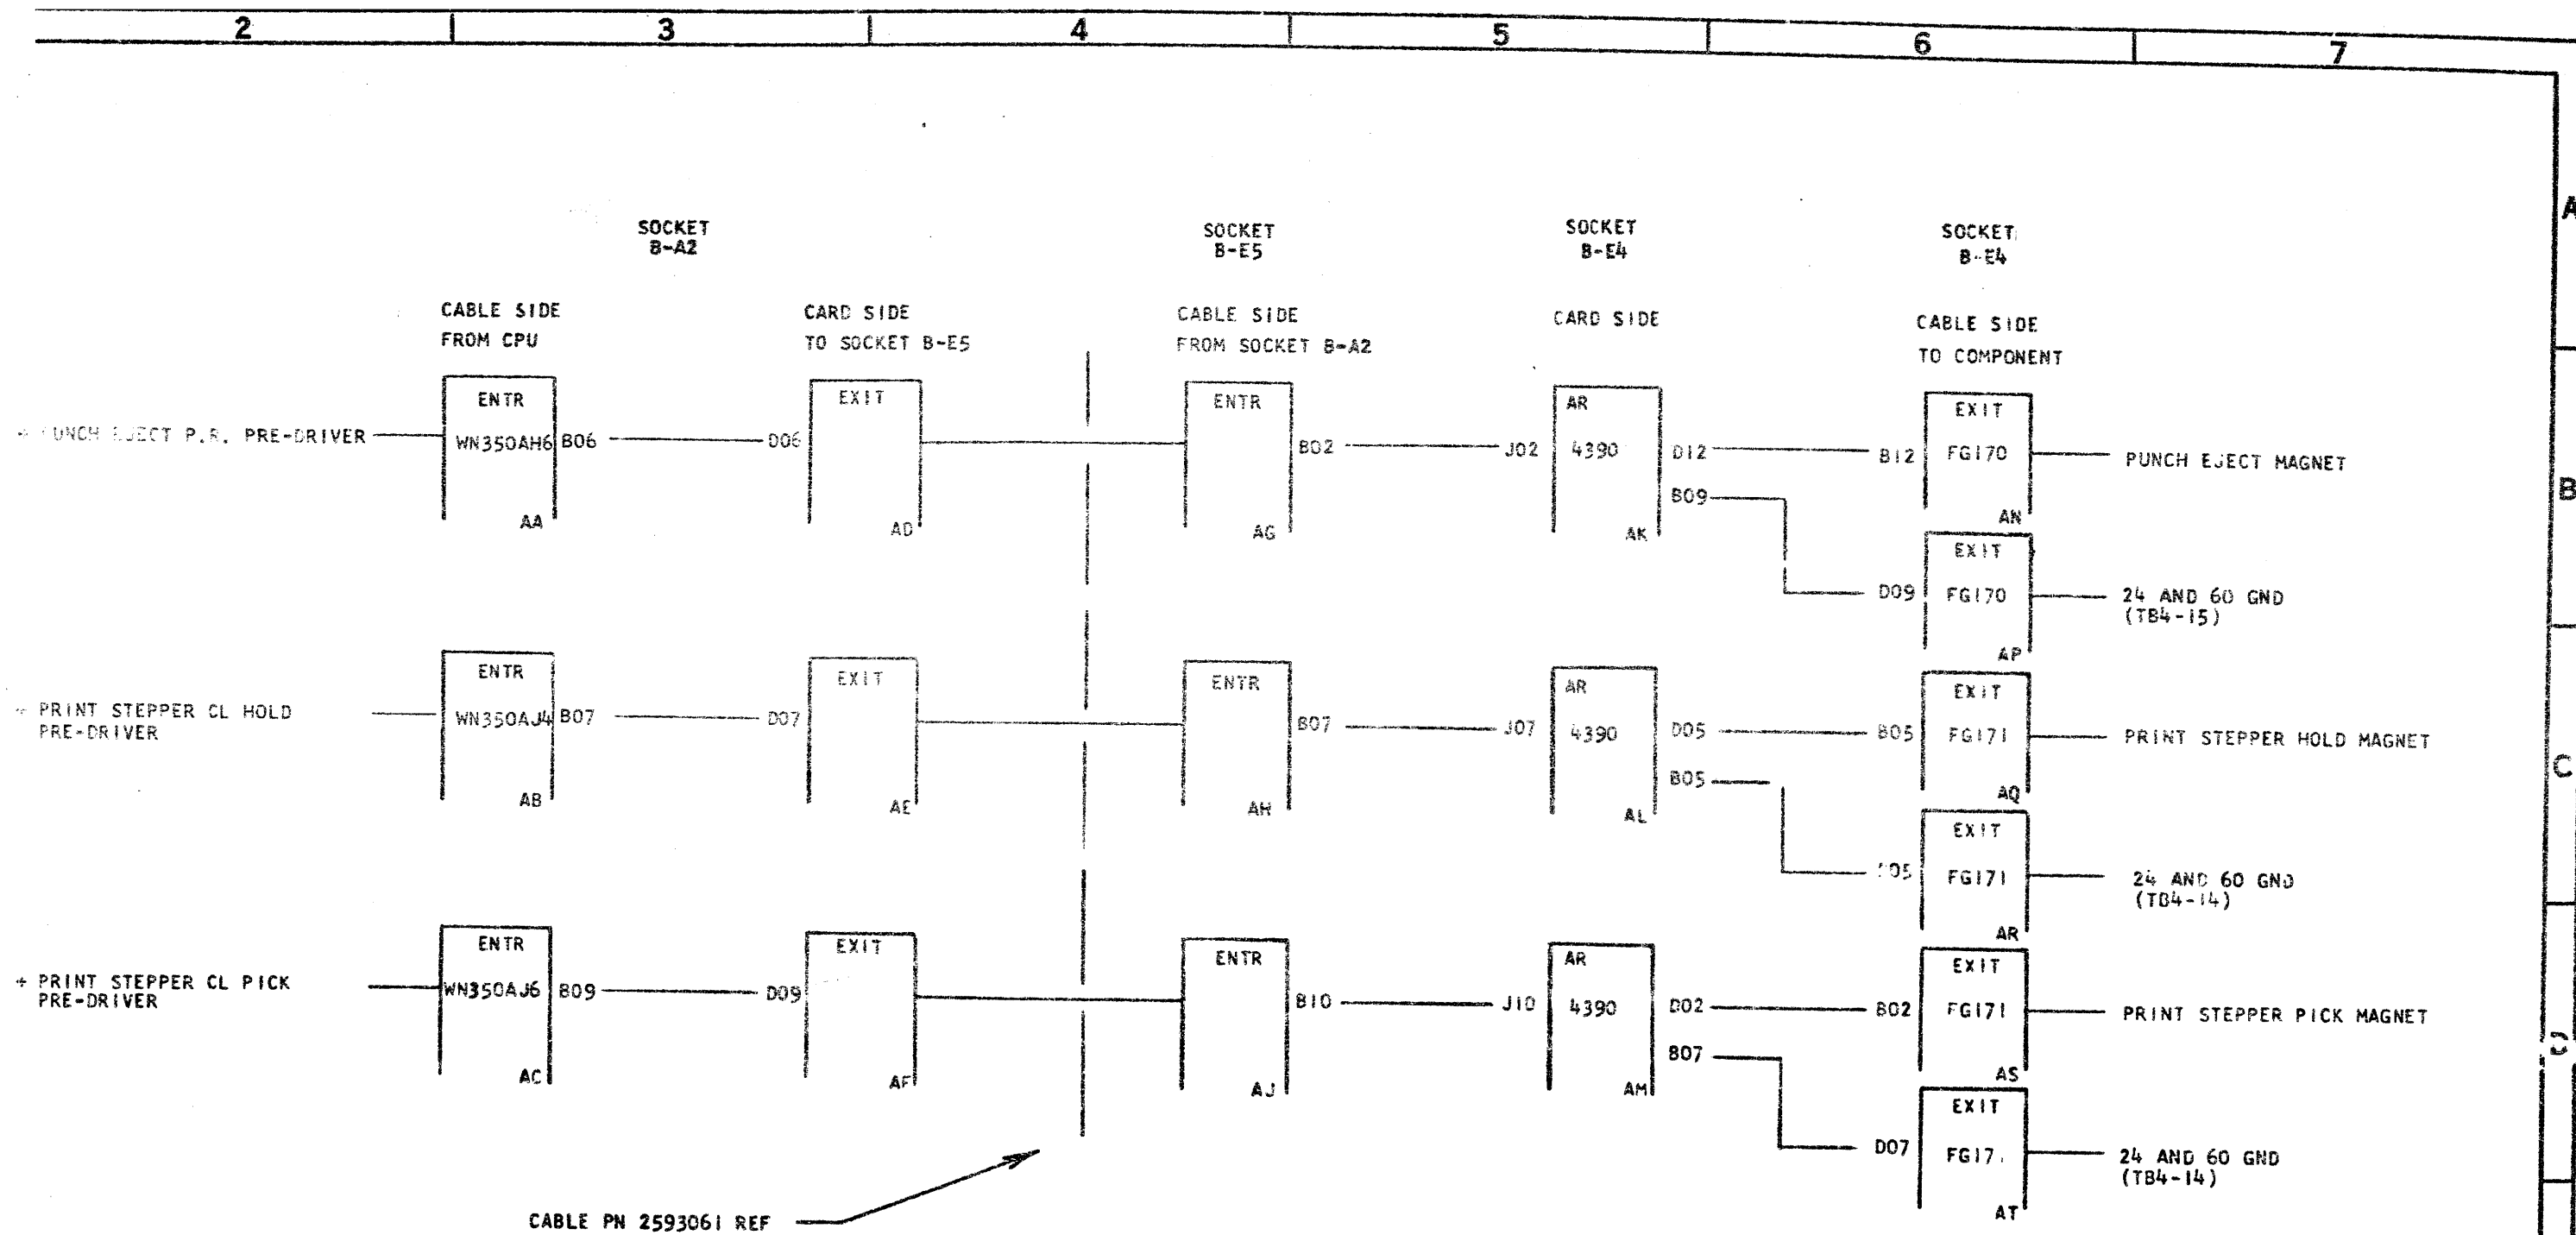 2 3 4 5 6 7
A
SOCKET
B-A2
SOCKET
B-E5
SOCKET
B-E4
SOCKET
B-E4
CABLE SIDE
FROM CPU
CARD SIDE
TO SOCKET B-E5
CABLE SIDE
FROM SOCKET B-A2
CARD SIDE
CABLE SIDE
TO COMPONENT
PUNCH EJECT P.R. PRE-DRIVER
ENTR
WN350AH6
AA
B06
D06
EXIT
AD
ENTR
AG
B02
J02
AR
4390
AK
D12
B09
B12
EXIT
FG170
AN
PUNCH EJECT MAGNET
B
D09
EXIT
FG170
AP
24 AND 60 GND
(TB4-15)
+ PRINT STEPPER CL HOLD
PRE-DRIVER
ENTR
WN350AJ4
AB
B07
D07
EXIT
AE
ENTR
AH
B07
J07
AR
4390
AL
D05
B05
B05
EXIT
FG171
AQ
PRINT STEPPER HOLD MAGNET
C
EXIT
FG171
AR
24 AND 60 GND
(TB4-14)
+ PRINT STEPPER CL PICK
PRE-DRIVER
ENTR
WN350AJ6
AC
B09
D09
EXIT
AF
ENTR
AJ
B10
J10
AR
4390
AM
D02
B07
B02
EXIT
FG171
AS
PRINT STEPPER PICK MAGNET
D
D07
EXIT
AT
24 AND 60 GND
(TB4-14)
CABLE PN 2593061 REF